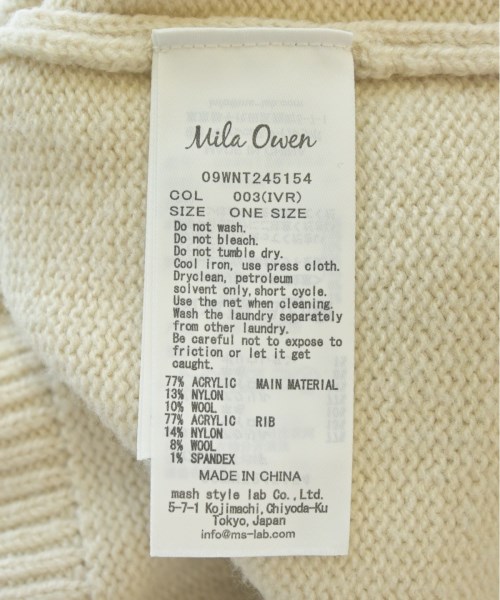 Mila Owen
09WNT245154
COL 003(IVR)
SIZE ONE SIZE
Do not wash.
Do not bleach.
Do not tumble dry.
Cool iron, use press cloth.
Dryclean, petroleum
solvent only, short cycle.
Use the net when cleaning.
Wash the laundry separately
from other laundry.
Be careful not to expose to
friction or let it get
caught.
77% ACRYLIC MAIN MATERIAL
13% NYLON
10% WOOL
77% ACRYLIC RIB
14% NYLON
8% WOOL
1% SPANDEX
MADE IN CHINA
mash style lab Co.,Ltd.
5-7-1 Kojimachi,Chiyoda-Ku
Tokyo,Japan
info@ms-lab.com